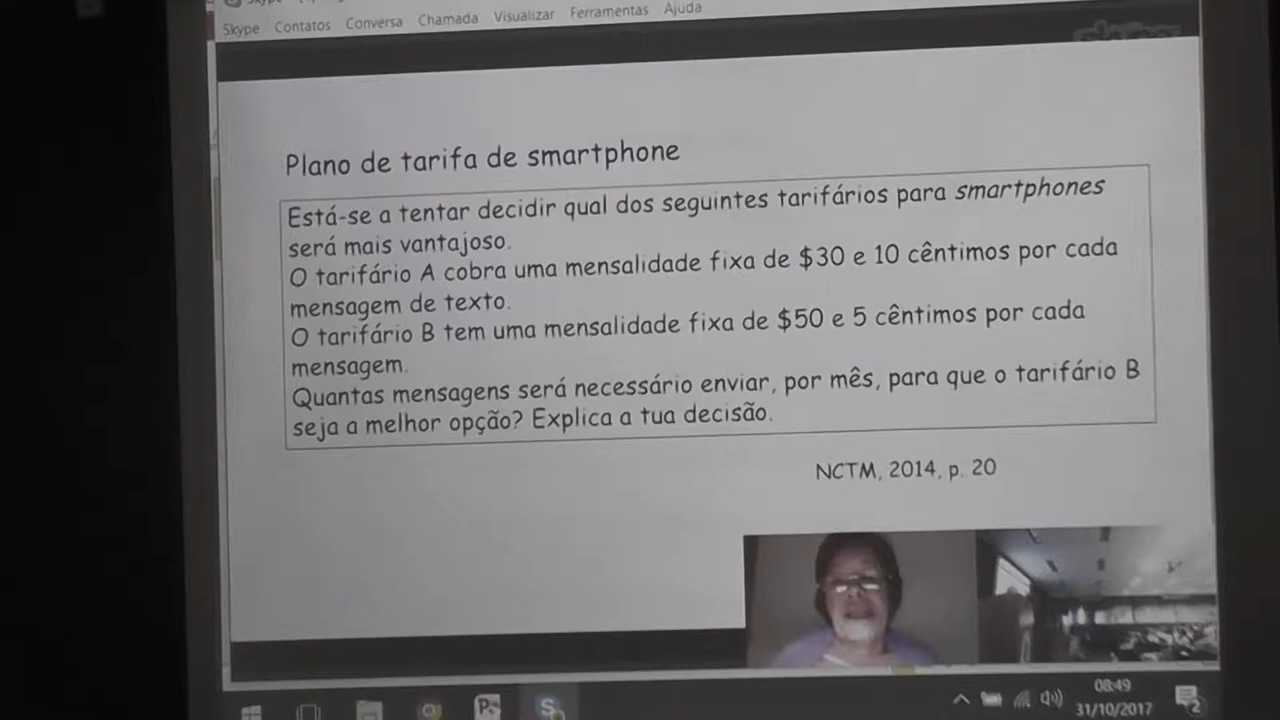 Skype Contatos Conversa Chamada Visualizar Ferramentas Ajuda
Plano de tarifa de smartphone
Está-se a tentar decidir qual dos seguintes tarifários para smartphones
será mais vantajoso.
O tarifário A cobra uma mensalidade fixa de $30 e 10 cêntimos por cada
mensagem de texto.
O tarifário B tem uma mensalidade fixa de $50 e 5 cêntimos por cada
mensagem.
Quantas mensagens será necessário enviar, por mês, para que o tarifário B
seja a melhor opção? Explica a tua decisão.
NCTM, 2014, p. 20
08:49
31/10/2017
2